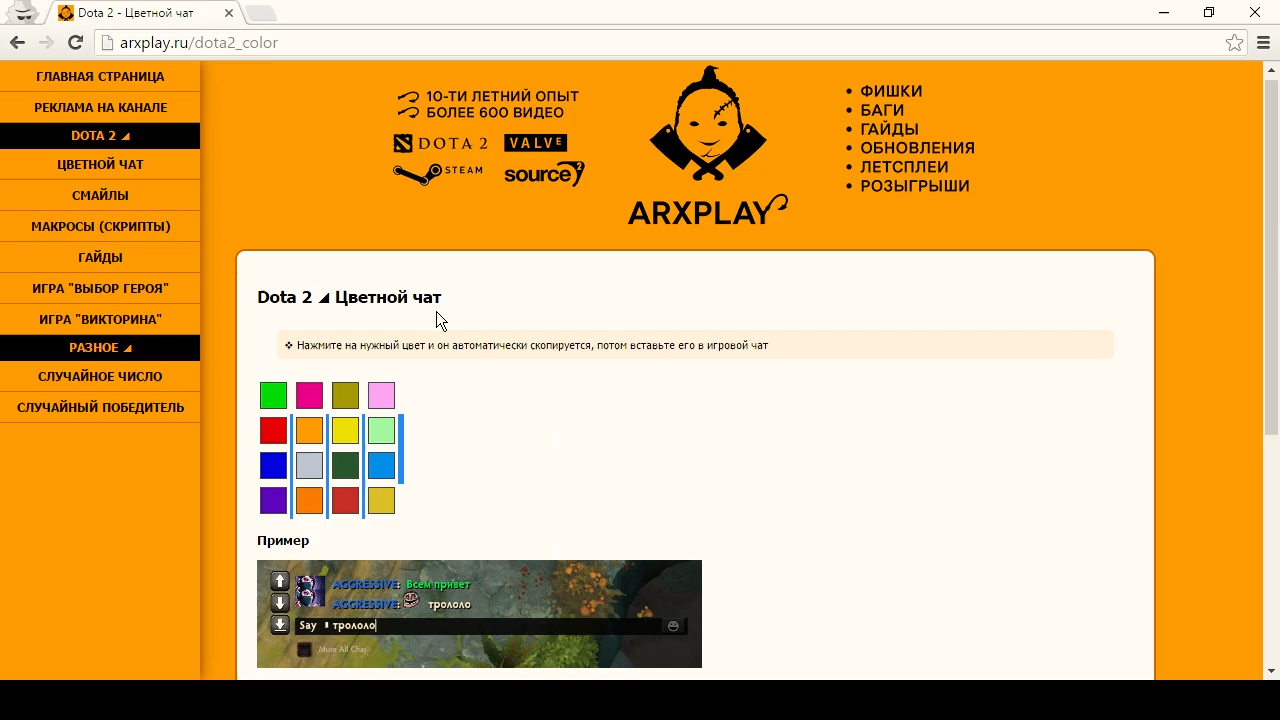 Dota 2 - Цветной чат
arxplay.ru/dota2_color
ГЛАВНАЯ СТРАНИЦА
РЕКЛАМА НА КАНАЛЕ
DOTA 2
ЦВЕТНОЙ ЧАТ
СМАЙЛЫ
МАКРОСЫ (СКРИПТЫ)
ГАЙДЫ
ИГРА "ВЫБОР ГЕРОЯ"
ИГРА "ВИКТОРИНА"
РАЗНОЕ
СЛУЧАЙНОЕ ЧИСЛО
СЛУЧАЙНЫЙ ПОБЕДИТЕЛЬ
10-ТИ ЛЕТНИЙ ОПЫТ
БОЛЕЕ 600 ВИДЕО
DOTA 2 VALVE
STEAM source 2
ARXPLAY
• ФИШКИ
• БАГИ
• ГАЙДЫ
• ОБНОВЛЕНИЯ
• ЛЕТСПЛЕИ
• РОЗЫГРЫШИ
Dota 2 ◢ Цветной чат
❖ Нажмите на нужный цвет и он автоматически скопируется, потом вставьте его в игровой чат
Пример
AGGRESSIVE: Всем привет
AGGRESSIVE: трололо
Say трололо
Mute All Chat